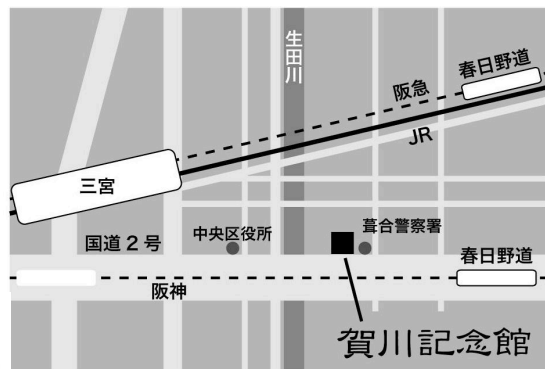 生田川
春日野道
阪急
JR
三宮
国道2号
中央区役所
葺合警察署
春日野道
阪神
賀川記念館